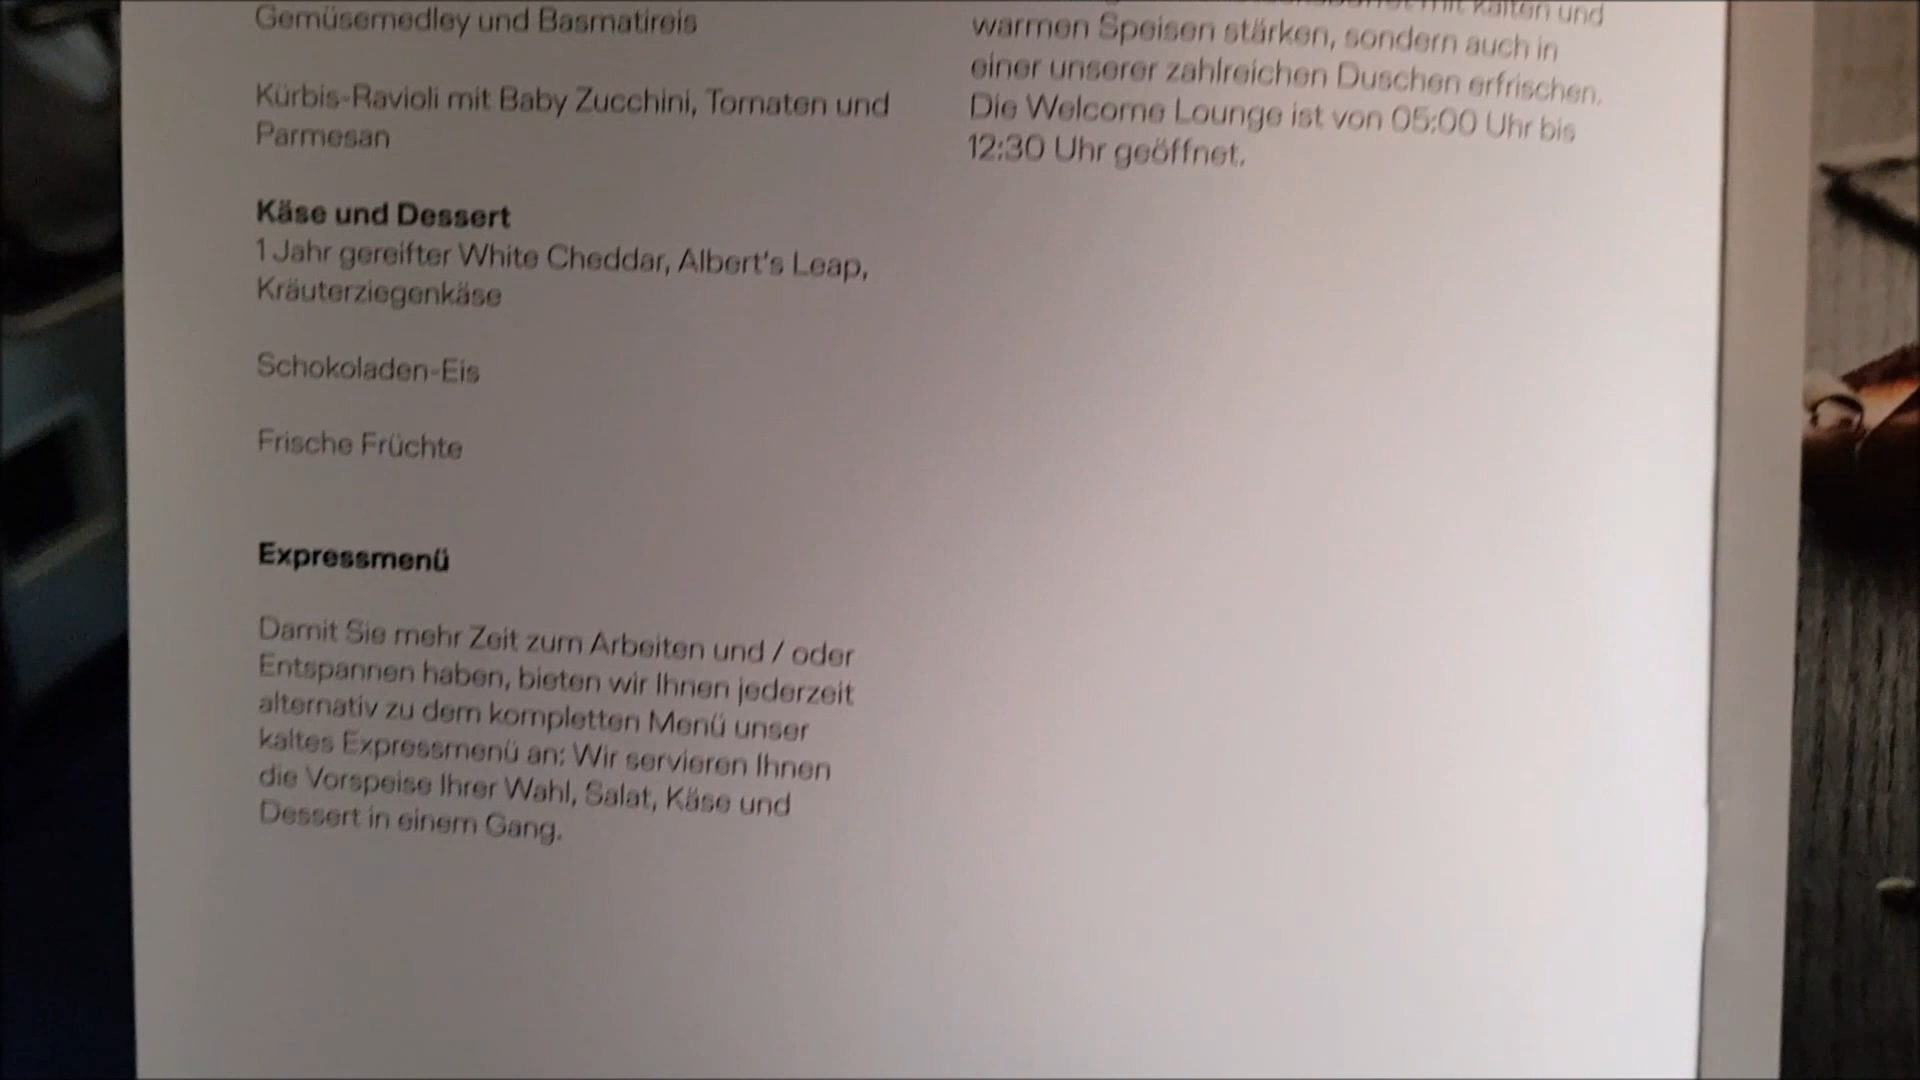 Gemüsemedley und Basmatireis
Kürbis-Ravioli mit Baby Zucchini, Tomaten und
Parmesan
Käse und Dessert
1 Jahr gereifter White Cheddar, Albert's Leap,
Kräuterziegenkäse
Schokoladen-Eis
Frische Früchte
Expressmenü
Damit Sie mehr Zeit zum Arbeiten und / oder
Entspannen haben, bieten wir Ihnen jederzeit
alternativ zu dem kompletten Menü unser
kaltes Expressmenü an: Wir servieren Ihnen
die Vorspeise Ihrer Wahl, Salat, Käse und
Dessert in einem Gang.
mit kalten und
warmen Speisen stärken, sondern auch in
einer unserer zahlreichen Duschen erfrischen.
Die Welcome Lounge ist von 05:00 Uhr bis
12:30 Uhr geöffnet.